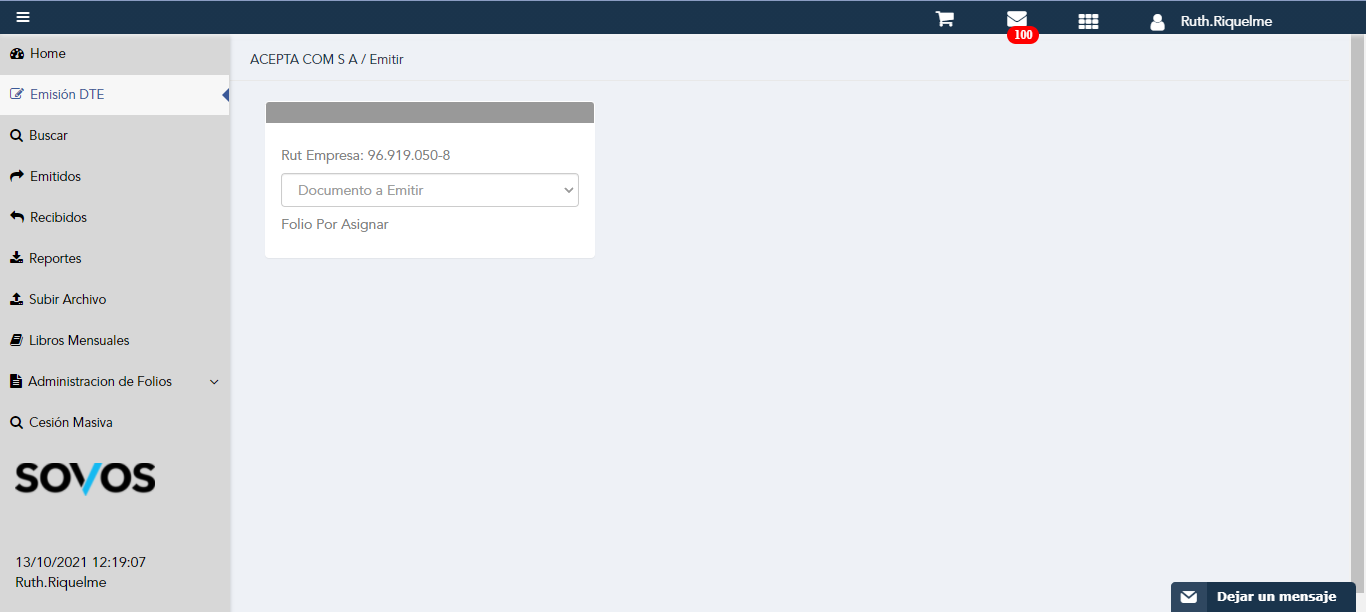 100
Ruth.Riquelme
Home
Emisión DTE
Buscar
Emitidos
Recibidos
Reportes
Subir Archivo
Libros Mensuales
Administracion de Folios
Cesión Masiva
SOVOS
13/10/2021 12:19:07
Ruth.Riquelme
ACEPTA COM S A / Emitir
Rut Empresa: 96.919.050-8
Documento a Emitir
Folio Por Asignar
Dejar un mensaje